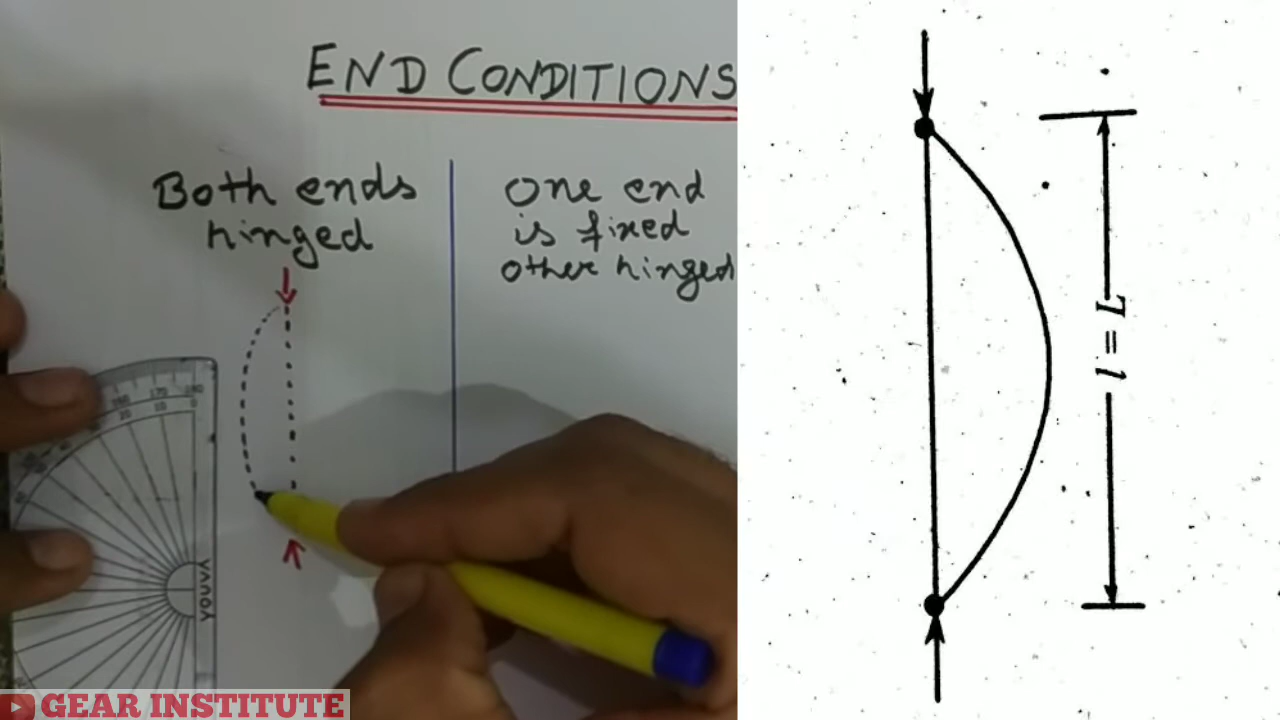 END CONDITIONS
Both ends
hinged
One end
is fixed
other hinged
L = l
YOUVA
GEAR INSTITUTE